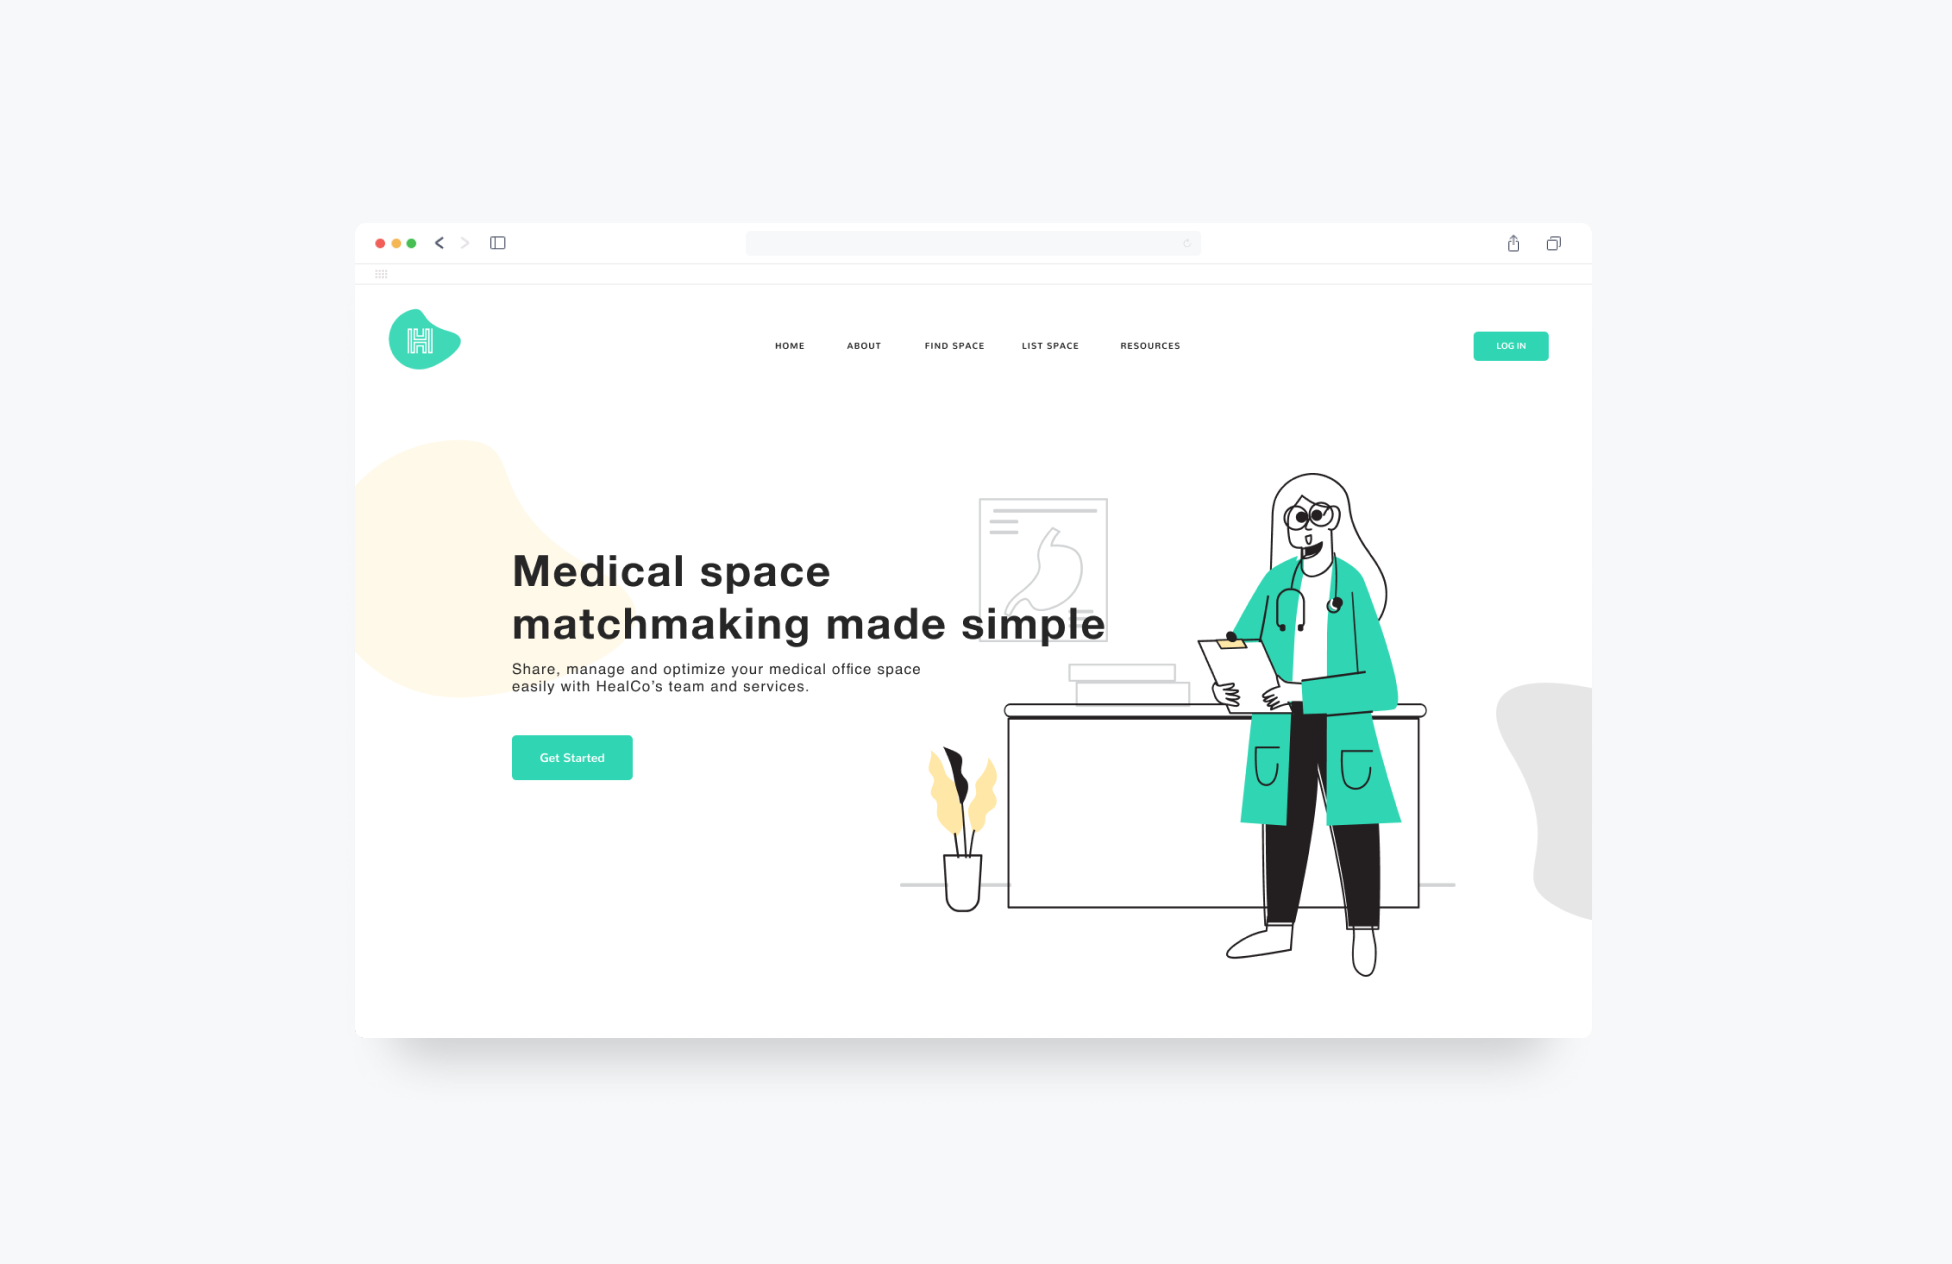 H
HOME ABOUT FIND SPACE LIST SPACE RESOURCES LOG IN
Medical space
matchmaking made simple
Share, manage and optimize your medical office space
easily with HealCo’s team and services.
Get Started